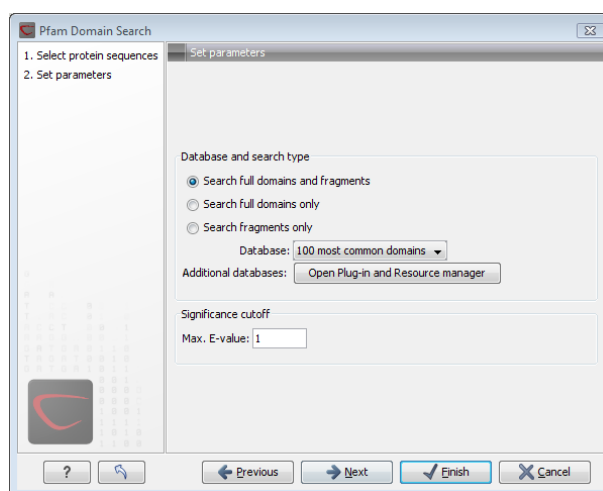 Pfam Domain Search
1. Select protein sequences
2. Set parameters
Set parameters
Database and search type
Search full domains and fragments
Search full domains only
Search fragments only
Database: 100 most common domains
Additional databases: Open Plug-in and Resource manager
Significance cutoff
Max. E-value: 1
? Previous Next Finish Cancel